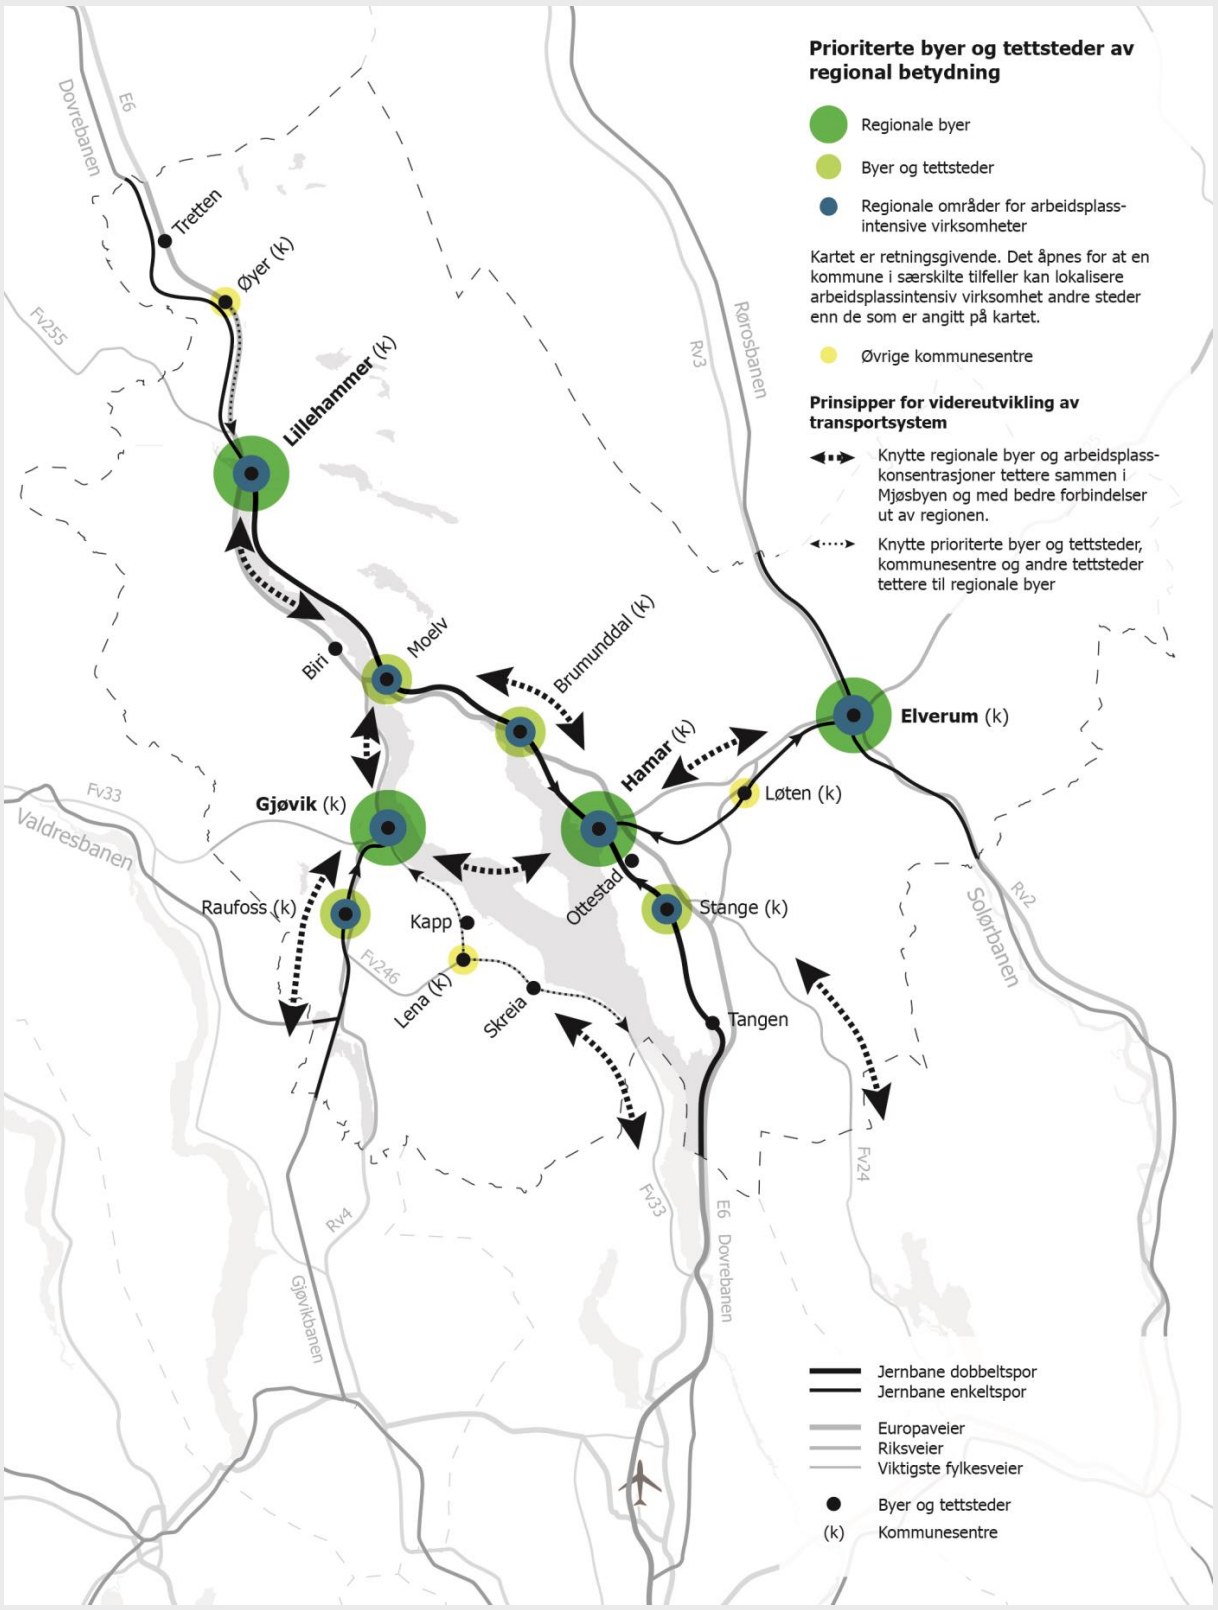 Prioriterte byer og tettsteder av
regional betydning
Regionale byer
Byer og tettsteder
Regionale områder for arbeidsplass-
intensive virksomheter
Kartet er retningsgivende. Det åpnes for at en
kommune i særskilte tilfeller kan lokalisere
arbeidsplassintensiv virksomhet andre steder
enn de som er angitt på kartet.
Øvrige kommunesentre
Prinsipper for videreutvikling av
transportsystem
Knytte regionale byer og arbeidsplass-
konsentrasjoner tettere sammen i
Mjøsbyen og med bedre forbindelser
ut av regionen.
Knytte prioriterte byer og tettsteder,
kommunesentre og andre tettsteder
tettere til regionale byer
Dovrebanen
E6
Tretten
Øyer (k)
Fv255
Lillehammer (k)
Rv3
Rørosbanen
Biri
Moelv
Brumunddal (k)
Elverum (k)
Hamar (k)
Løten (k)
Gjøvik (k)
Fv33
Valdresbanen
Raufoss (k)
Kapp
Ottestad
Stange (k)
Rv2
Solørbanen
Fv246
Lena (k)
Skreia
Tangen
Fv24
Fv33
E6 Dovrebanen
Rv4
Gjøvikbanen
Jernbane dobbeltspor
Jernbane enkeltspor
Europaveier
Riksveier
Viktigste fylkesveier
Byer og tettsteder
(k) Kommunesentre